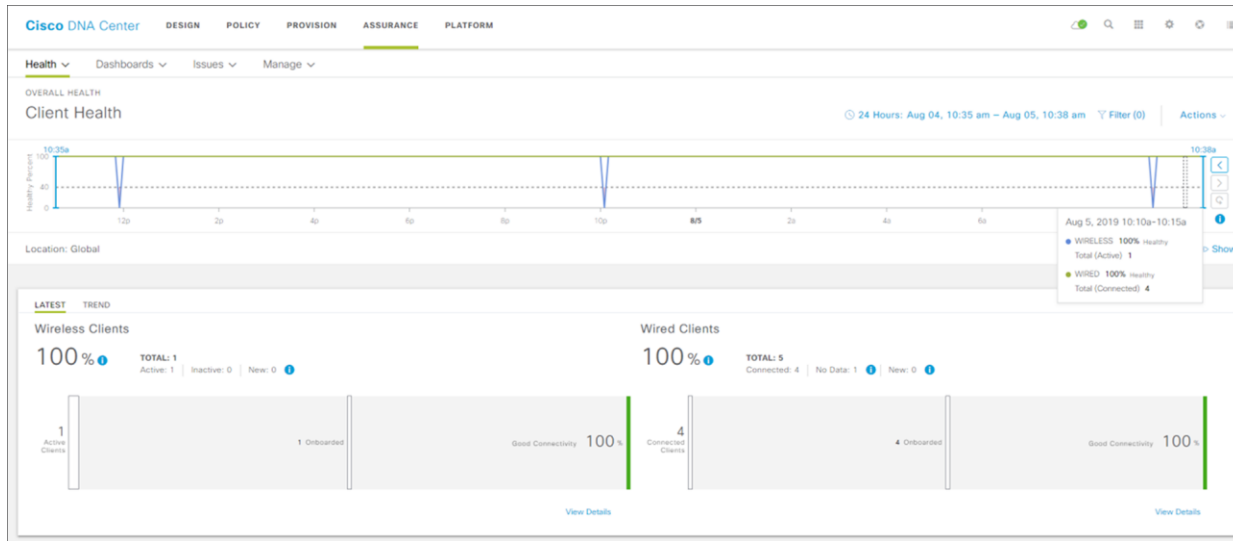 Cisco DNA Center DESIGN POLICY PROVISION ASSURANCE PLATFORM
Health Dashboards Issues Manage
OVERALL HEALTH
Client Health
24 Hours: Aug 04, 10:35 am – Aug 05, 10:38 am Filter (0) Actions
10:35a 10:38a
Healthy Percent
100
40
0
12p 2p 4p 6p 8p 10p 8/5 2a 4a 6a
Aug 5, 2019 10:10a-10:15a
WIRELESS 100% Healthy
Total (Active) 1
WIRED 100% Healthy
Total (Connected) 4
Location: Global
Show
LATEST TREND
Wireless Clients
100 %
TOTAL: 1
Active: 1 Inactive: 0 New: 0
1
Active
Clients
1 Onboarded
Good Connectivity 100 %
View Details
Wired Clients
100 %
TOTAL: 5
Connected: 4 No Data: 1 New: 0
4
Connected
Clients
4 Onboarded
Good Connectivity 100 %
View Details